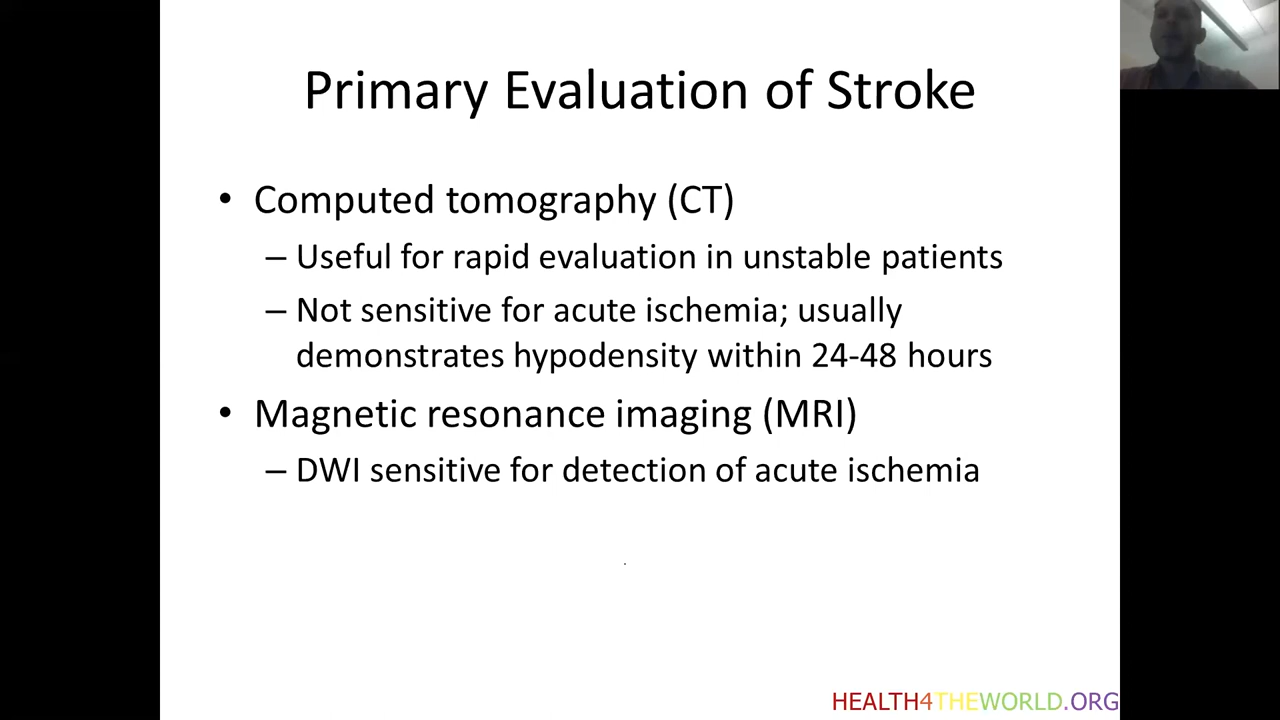 Primary Evaluation of Stroke
• Computed tomography (CT)
– Useful for rapid evaluation in unstable patients
– Not sensitive for acute ischemia; usually
demonstrates hypodensity within 24-48 hours
• Magnetic resonance imaging (MRI)
– DWI sensitive for detection of acute ischemia
HEALTH4THEWORLD.ORG